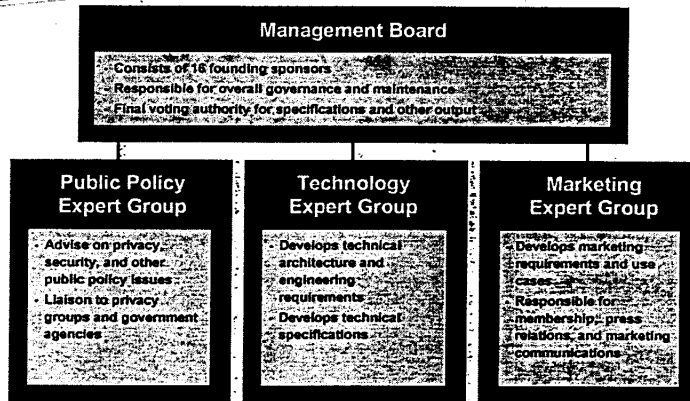 Management Board
· Consists of 16 founding sponsors
· Responsible for overall governance and maintenance
· Final voting authority for specifications and other output
Public Policy
Expert Group
· Advise on privacy,
security, and other
public policy issues
· Liaison to privacy
groups and government
agencies
Technology
Expert Group
· Develops technical
architecture and
engineering
requirements
· Develops technical
specifications
Marketing
Expert Group
· Develops marketing
requirements and use
cases
· Responsible for
membership, press
relations, and marketing
communications